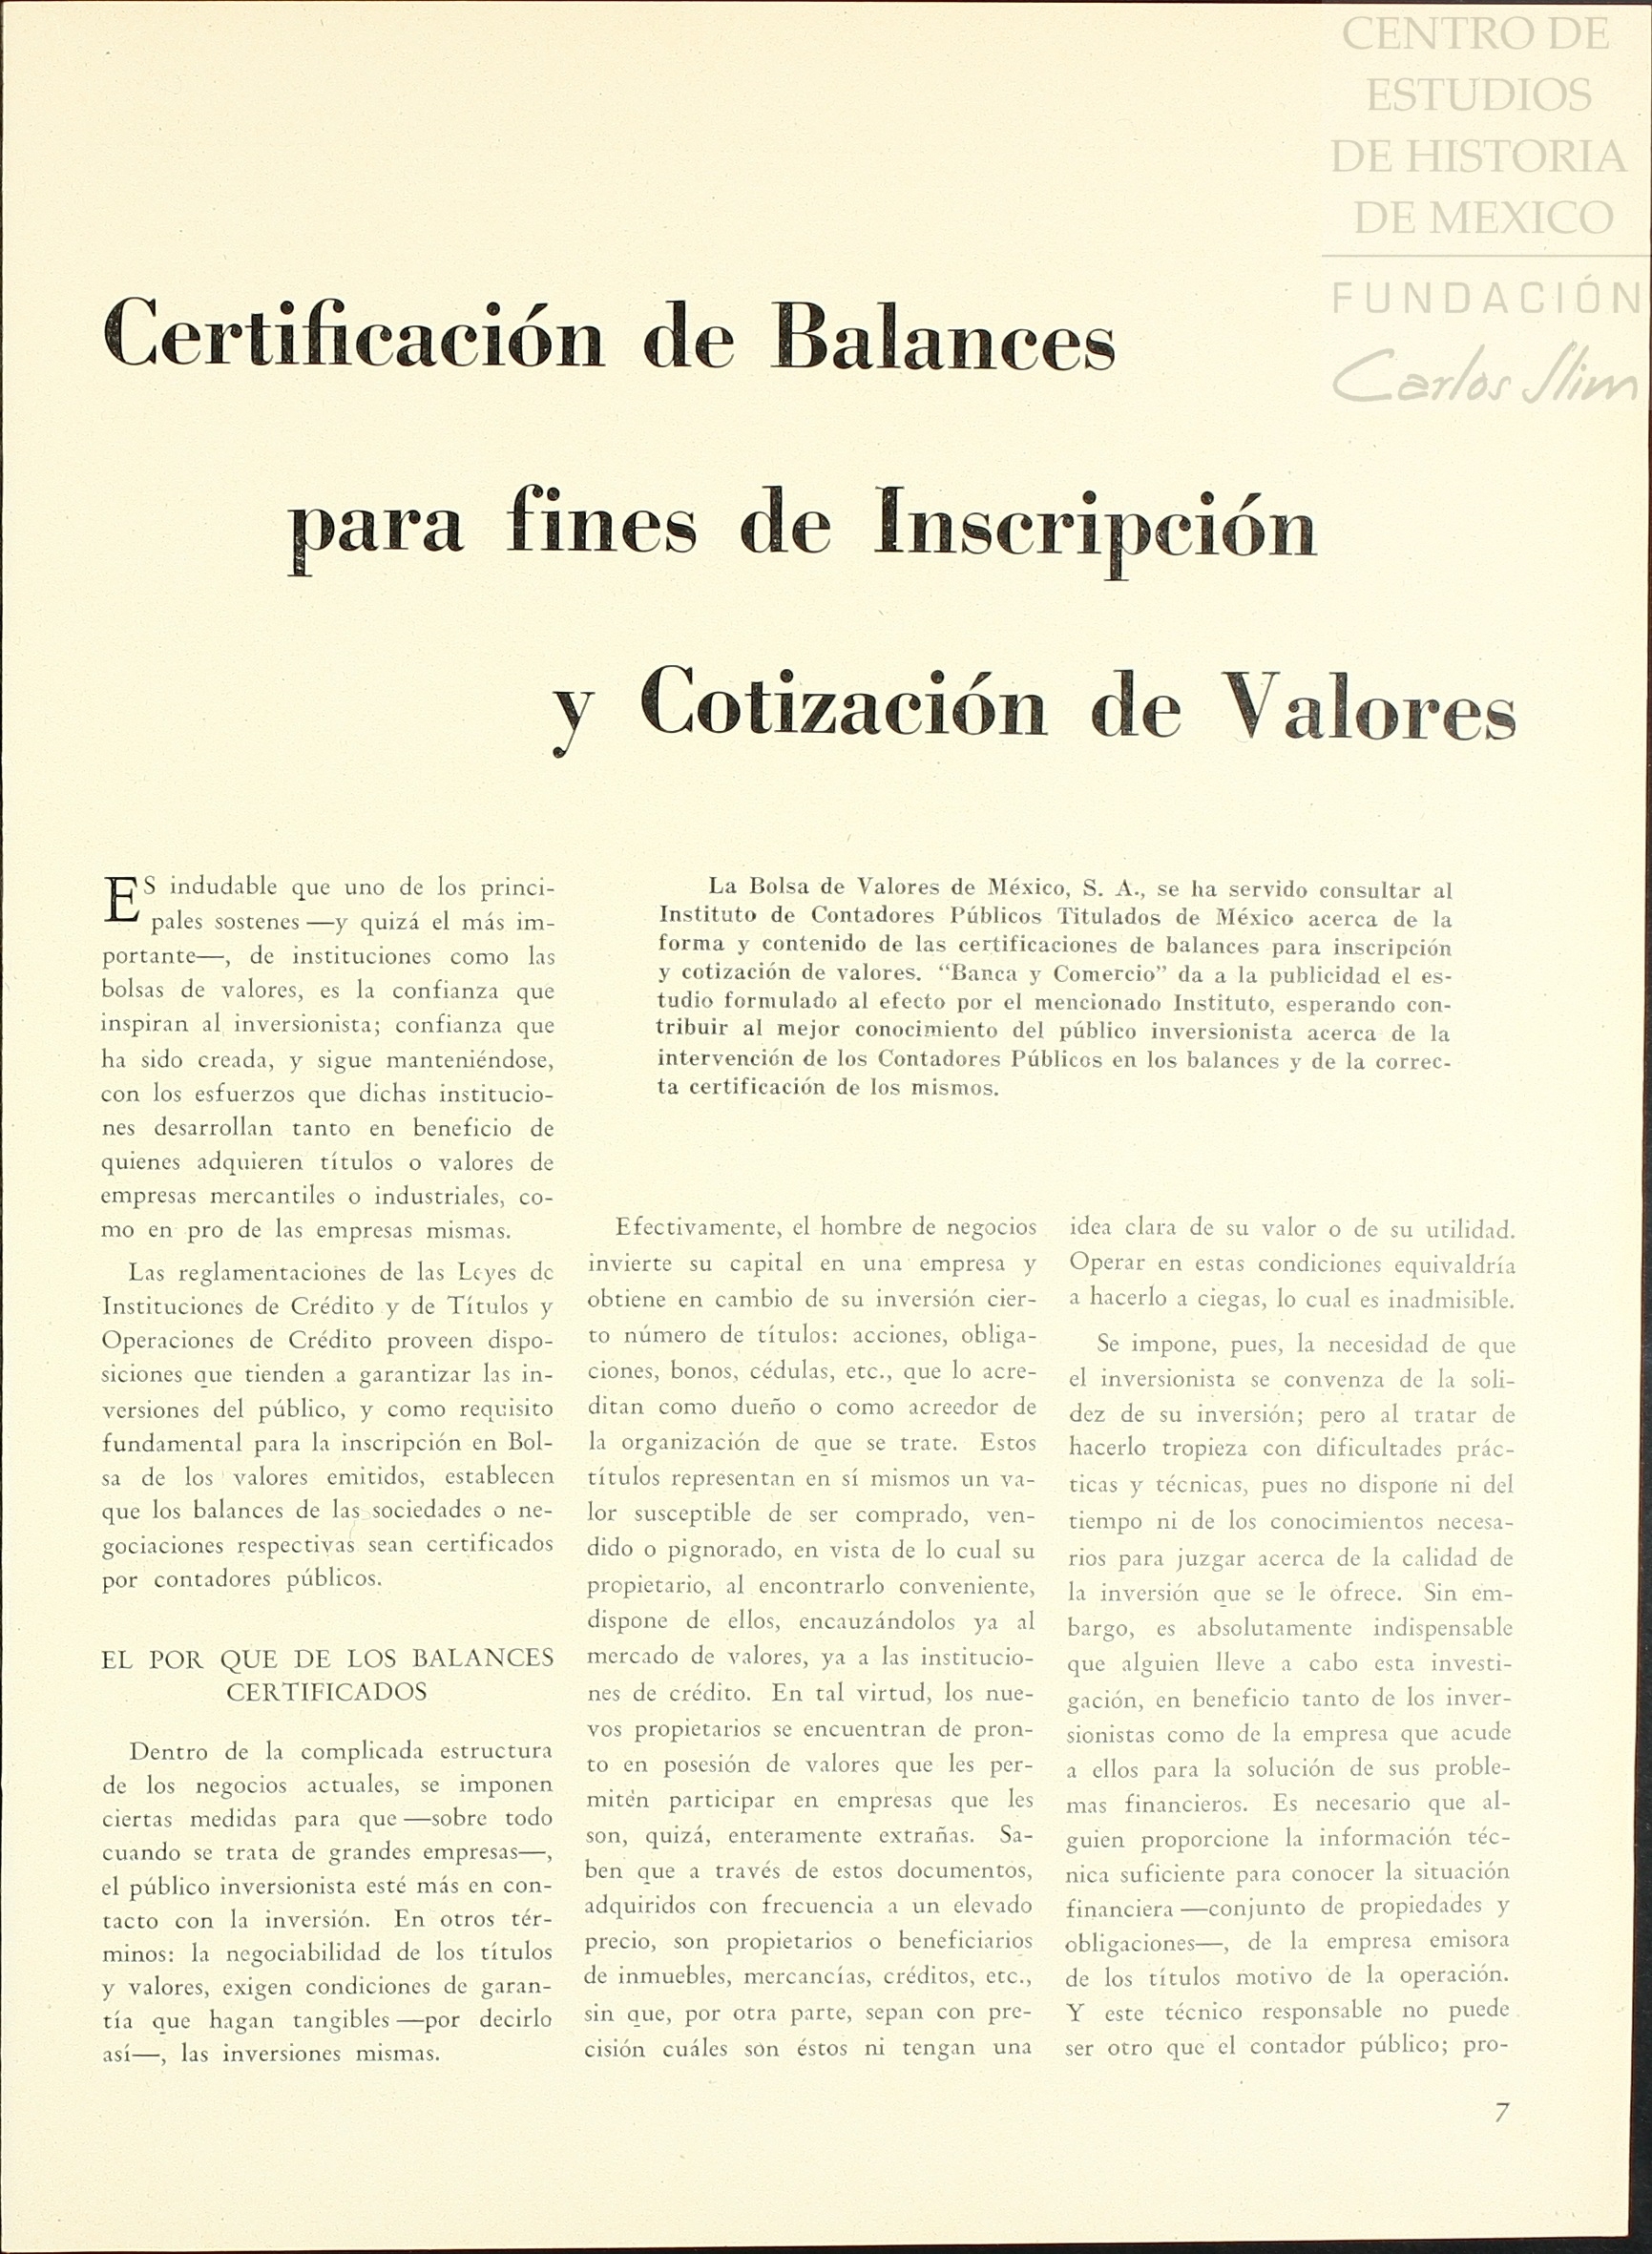 CENTRO DE
ESTUDIOS
DE HISTORIA
DE MEXICO
FUNDACIÓN
Carlos Slim
Certificación de Balances
para fines de Inscripción
y Cotización de Valores
ES indudable que uno de los princi-
pales sostenes —y quizá el más im-
portante—, de instituciones como las
bolsas de valores, es la confianza que
inspiran al inversionista; confianza que
ha sido creada, y sigue manteniéndose,
con los esfuerzos que dichas institucio-
nes desarrollan tanto en beneficio de
quienes adquieren títulos o valores de
empresas mercantiles o industriales, co-
mo en pro de las empresas mismas.
Las reglamentaciones de las Leyes de
Instituciones de Crédito y de Títulos y
Operaciones de Crédito proveen dispo-
siciones que tienden a garantizar las in-
versiones del público, y como requisito
fundamental para la inscripción en Bol-
sa de los valores emitidos, establecen
que los balances de las sociedades o ne-
gociaciones respectivas sean certificados
por contadores públicos.
EL POR QUE DE LOS BALANCES
CERTIFICADOS
Dentro de la complicada estructura
de los negocios actuales, se imponen
ciertas medidas para que —sobre todo
cuando se trata de grandes empresas—,
el público inversionista esté más en con-
tacto con la inversión. En otros tér-
minos: la negociabilidad de los títulos
y valores, exigen condiciones de garan-
tía que hagan tangibles —por decirlo
así—, las inversiones mismas.
La Bolsa de Valores de México, S. A., se ha servido consultar al
Instituto de Contadores Públicos Titulados de México acerca de la
forma y contenido de las certificaciones de balances para inscripción
y cotización de valores. “Banca y Comercio” da a la publicidad el es-
tudio formulado al efecto por el mencionado Instituto, esperando con-
tribuir al mejor conocimiento del público inversionista acerca de la
intervención de los Contadores Públicos en los balances y de la correc-
ta certificación de los mismos.
Efectivamente, el hombre de negocios
invierte su capital en una empresa y
obtiene en cambio de su inversión cier-
to número de títulos: acciones, obliga-
ciones, bonos, cédulas, etc., que lo acre-
ditan como dueño o como acreedor de
la organización de que se trate. Estos
títulos representan en sí mismos un va-
lor susceptible de ser comprado, ven-
dido o pignorado, en vista de lo cual su
propietario, al encontrarlo conveniente,
dispone de ellos, encauzándolos ya al
mercado de valores, ya a las institucio-
nes de crédito. En tal virtud, los nue-
vos propietarios se encuentran de pron-
to en posesión de valores que les per-
miten participar en empresas que les
son, quizá, enteramente extrañas. Sa-
ben que a través de estos documentos,
adquiridos con frecuencia a un elevado
precio, son propietarios o beneficiarios
de inmuebles, mercancías, créditos, etc.,
sin que, por otra parte, sepan con pre-
cisión cuáles son éstos ni tengan una
idea clara de su valor o de su utilidad.
Operar en estas condiciones equivaldría
a hacerlo a ciegas, lo cual es inadmisible.
Se impone, pues, la necesidad de que
el inversionista se convenza de la soli-
dez de su inversión; pero al tratar de
hacerlo tropieza con dificultades prác-
ticas y técnicas, pues no dispone ni del
tiempo ni de los conocimientos necesa-
rios para juzgar acerca de la calidad de
la inversión que se le ofrece. Sin em-
bargo, es absolutamente indispensable
que alguien lleve a cabo esta investi-
gación, en beneficio tanto de los inver-
sionistas como de la empresa que acude
a ellos para la solución de sus proble-
mas financieros. Es necesario que al-
guien proporcione la información téc-
nica suficiente para conocer la situación
financiera —conjunto de propiedades y
obligaciones—, de la empresa emisora
de los títulos motivo de la operación.
Y este técnico responsable no puede
ser otro que el contador público; pro-
7